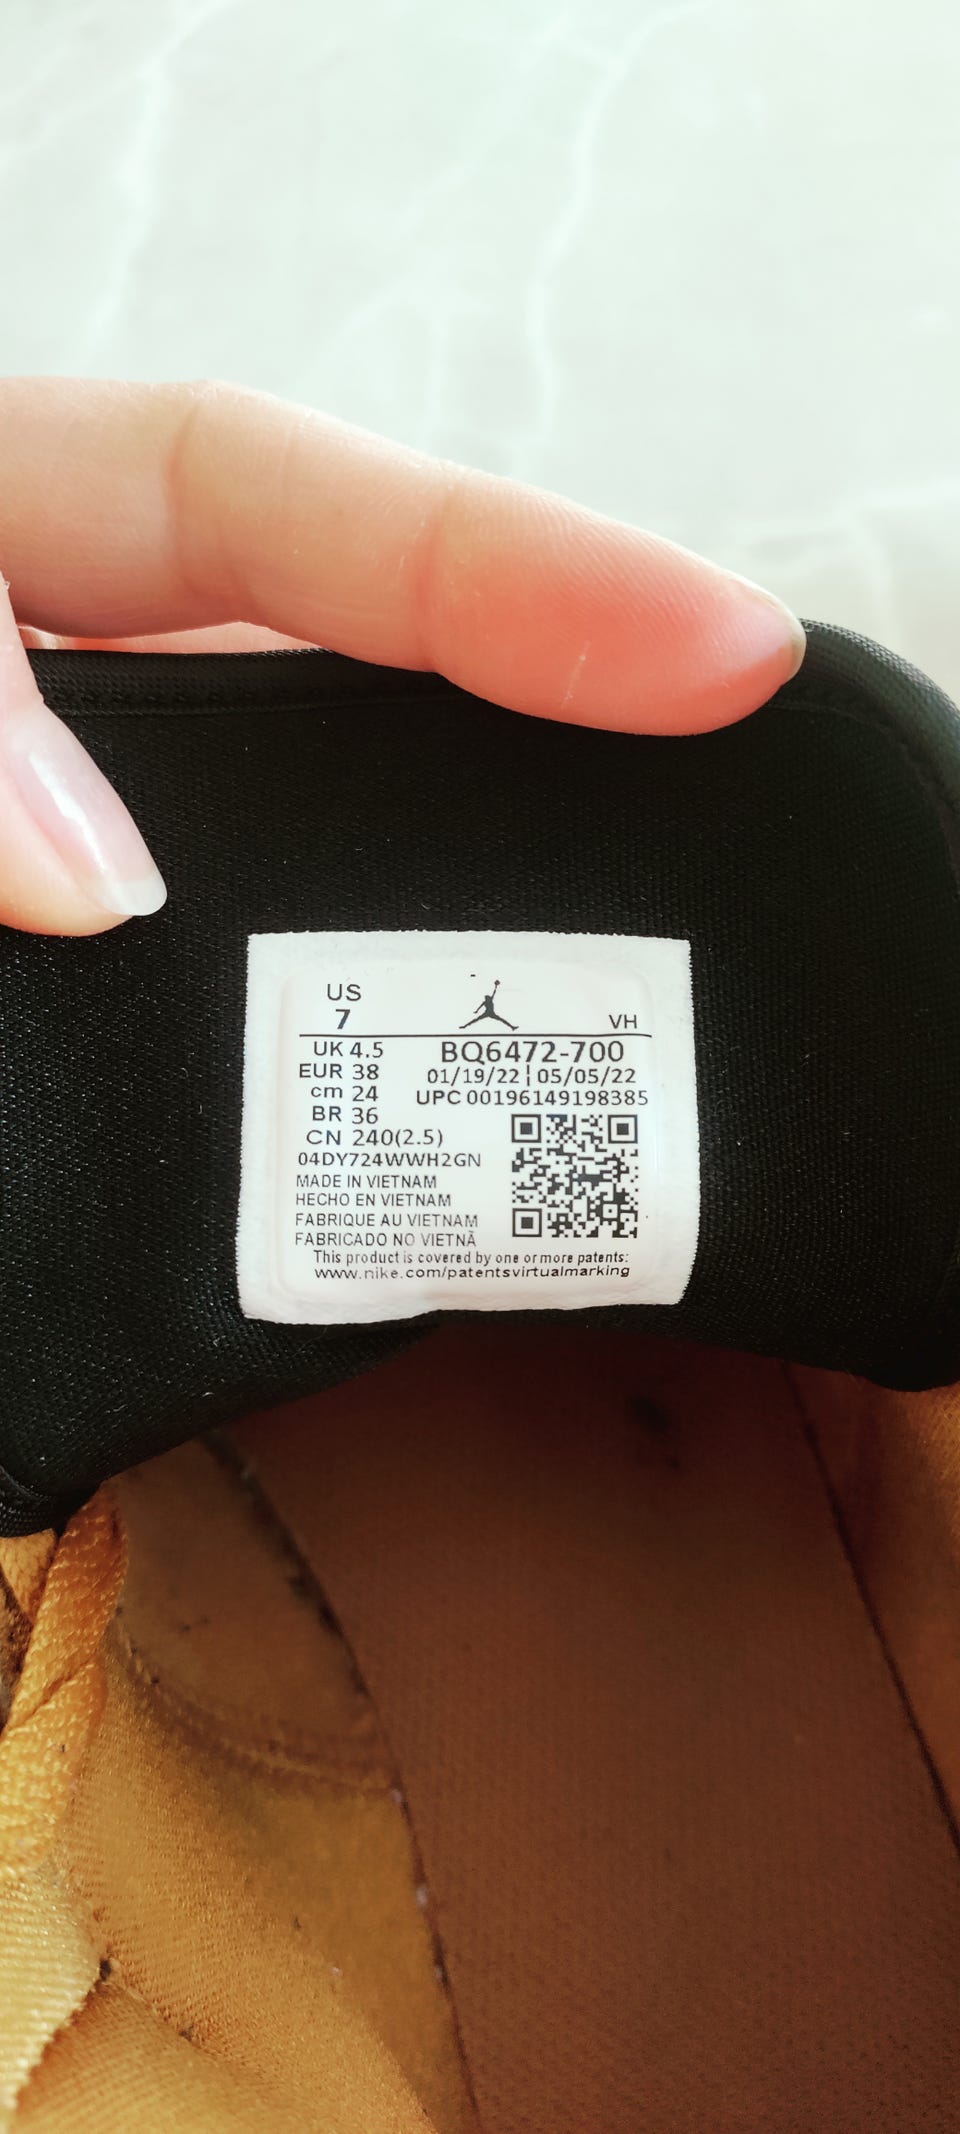 US
7
VH
UK 4.5
EUR 38
cm 24
BR 36
CN 240(2.5)
BQ6472-700
01/19/22 | 05/05/22
UPC 00196149198385
04DY724WWH2GN
MADE IN VIETNAM
HECHO EN VIETNAM
FABRIQUE AU VIETNAM
FABRICADO NO VIETNÃ
This product is covered by one or more patents:
www.nike.com/patentsvirtualmarking